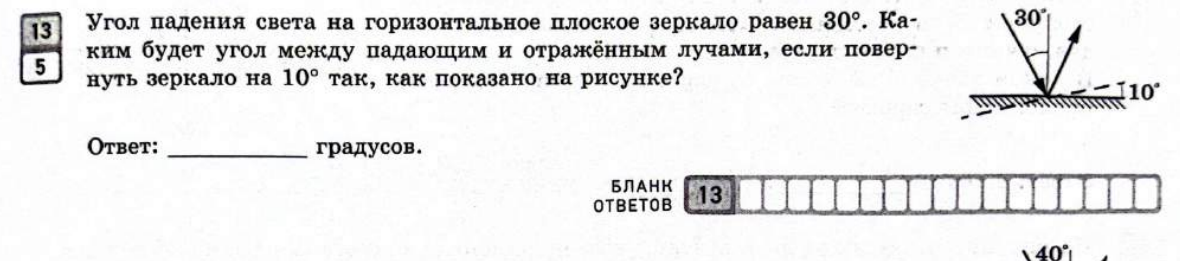 13
5
Угол падения света на горизонтальное плоское зеркало равен 30°. Ка-
ким будет угол между падающим и отражённым лучами, если повер-
нуть зеркало на 10° так, как показано на рисунке?
30°
10°
Ответ: ____________ градусов.
БЛАНК
ОТВЕТОВ
13
40°